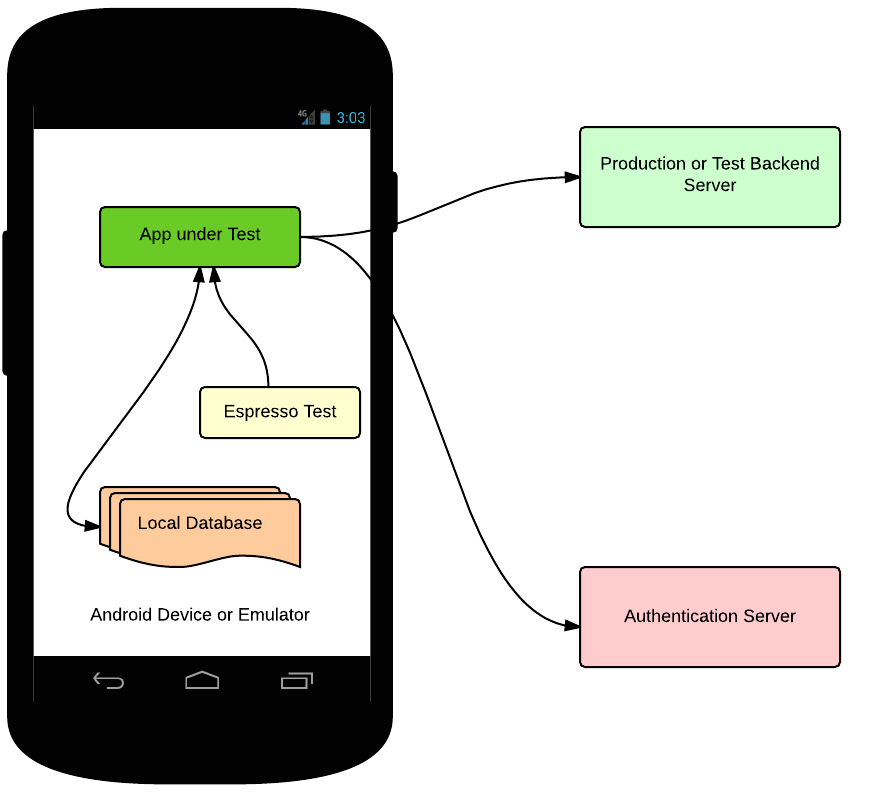 4G 3:03
App under Test
Production or Test Backend
Server
Espresso Test
Local Database
Android Device or Emulator
Authentication Server